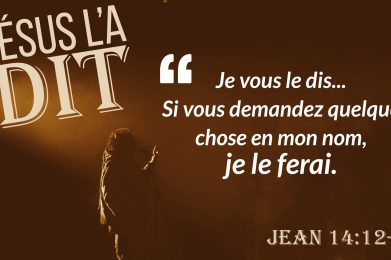 ÉSUS L'A
DIT
“
Je vous le dis...
Si vous demandez quelque
chose en mon nom,
je le ferai.
JEAN 14:12-